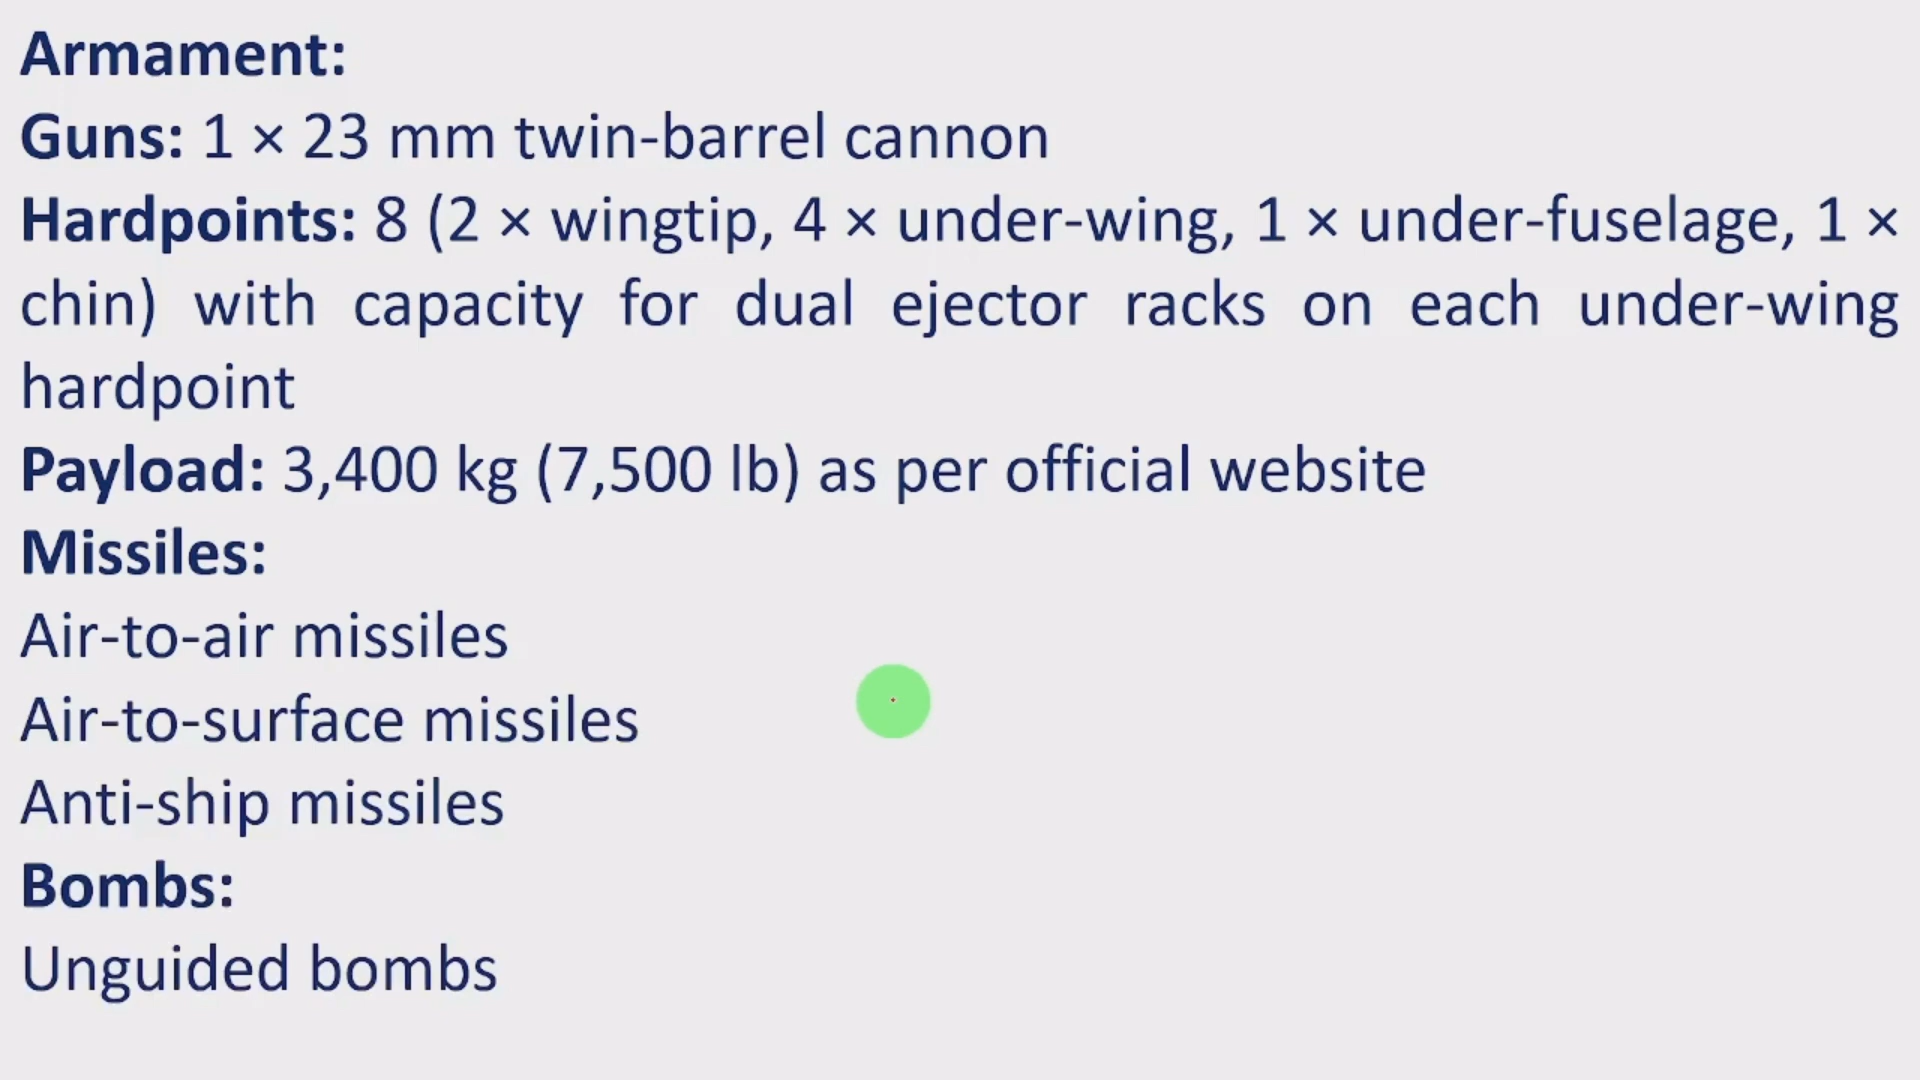 Armament:
Guns: 1 × 23 mm twin-barrel cannon
Hardpoints: 8 (2 × wingtip, 4 × under-wing, 1 × under-fuselage, 1 ×
chin) with capacity for dual ejector racks on each under-wing
hardpoint
Payload: 3,400 kg (7,500 lb) as per official website
Missiles:
Air-to-air missiles
Air-to-surface missiles
Anti-ship missiles
Bombs:
Unguided bombs